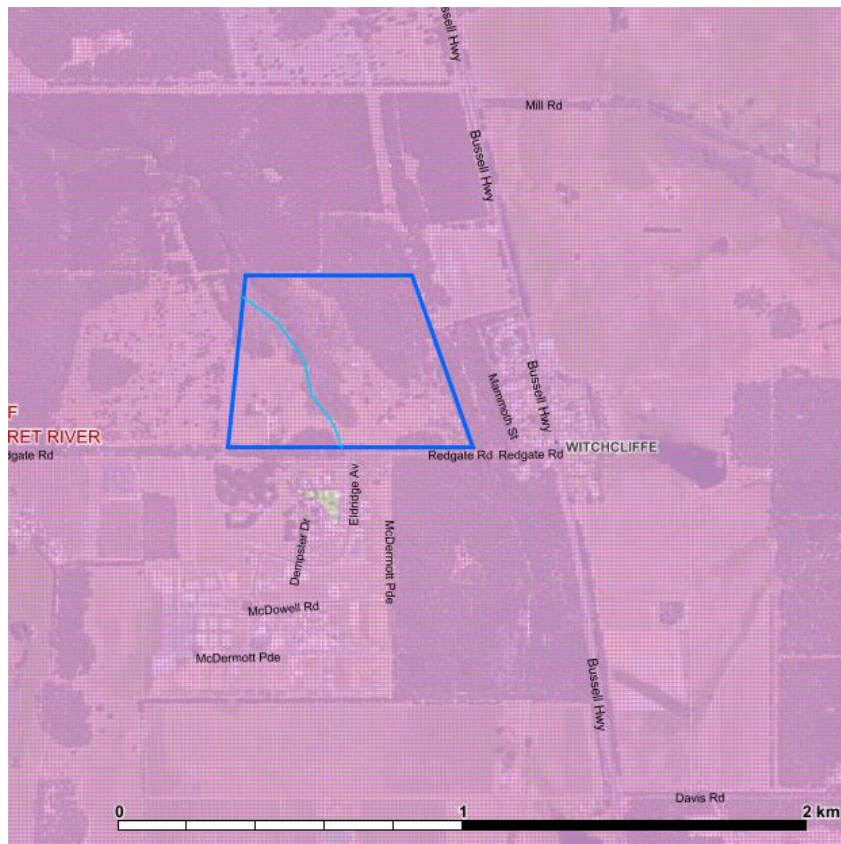 ssell Hwy
Mill Rd
Bussell Hwy
Bussell Hwy
Mammoth St
F
RET RIVER
dgate Rd
Redgate Rd
Redgate Rd
WITCHCLIFFE
Eldridge Av
Dempster Dr
McDermott Pde
McDowell Rd
McDermott Pde
Bussell Hwy
Davis Rd
0
1
2 km